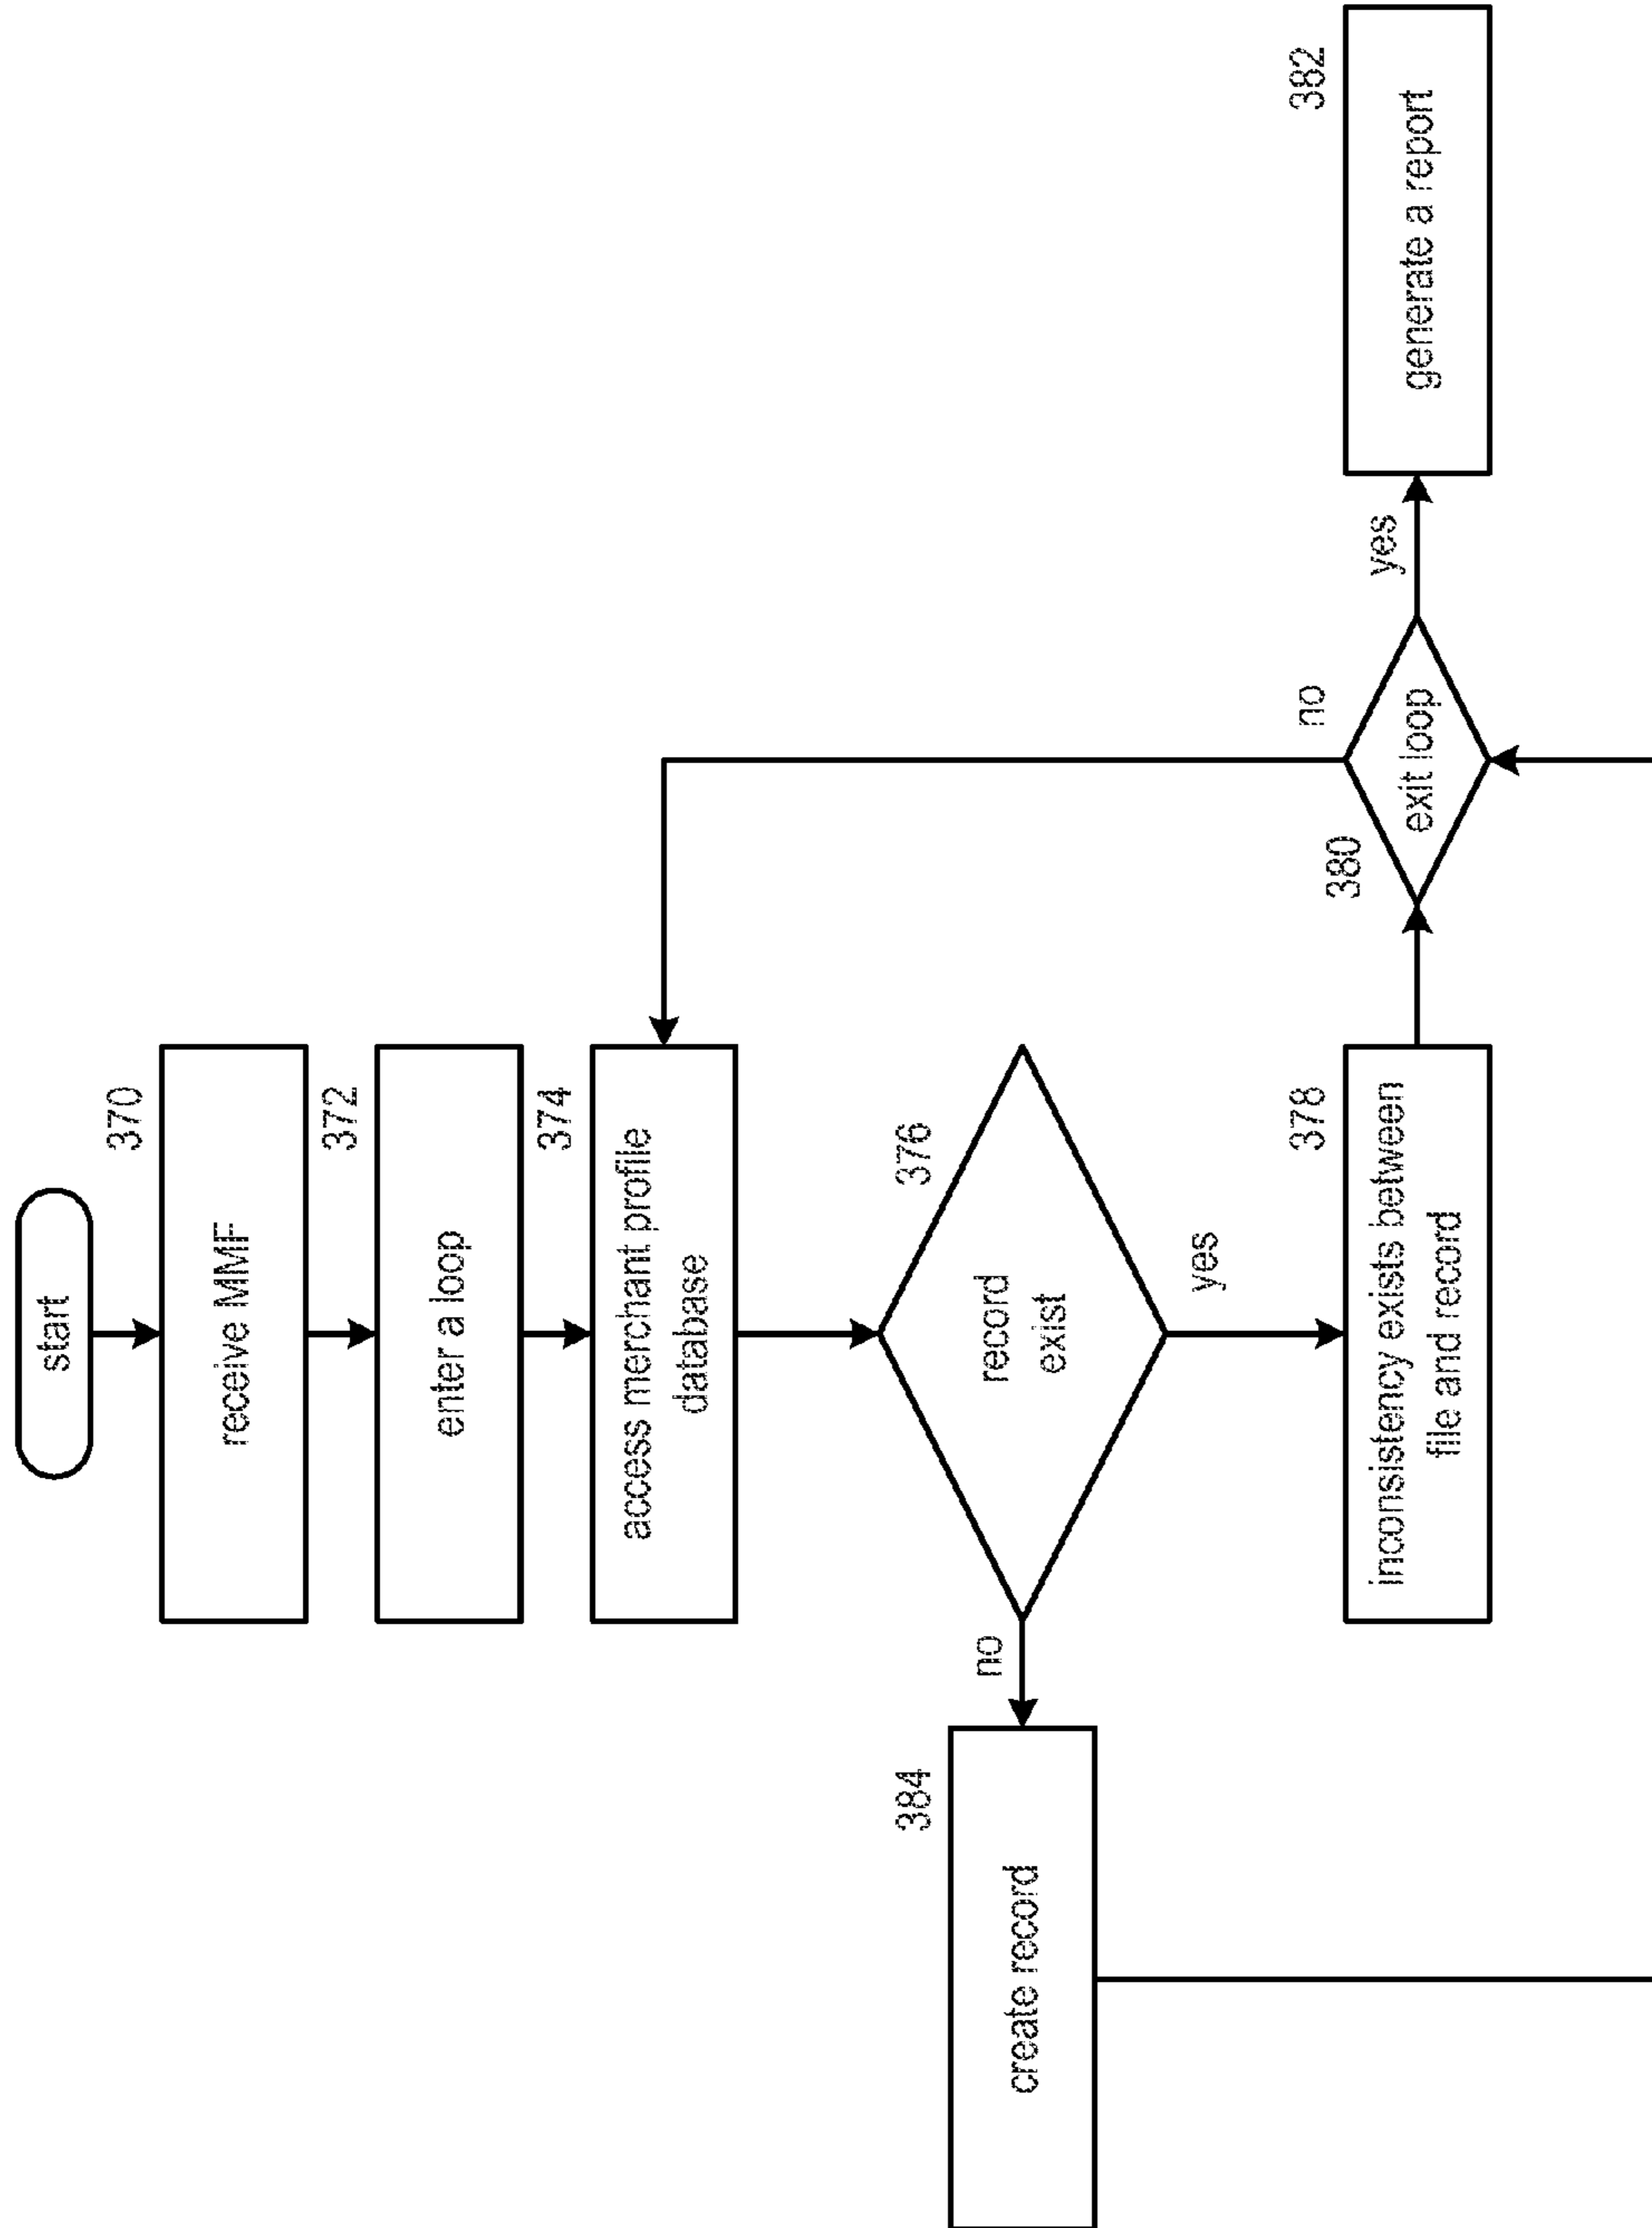 start
370
receive MMF
372
enter a loop
374
access merchant profile
database
376
record
exist
no
yes
384
create record
378
inconsistency exists between
file and record
380
exit loop
no
yes
382
generate a report